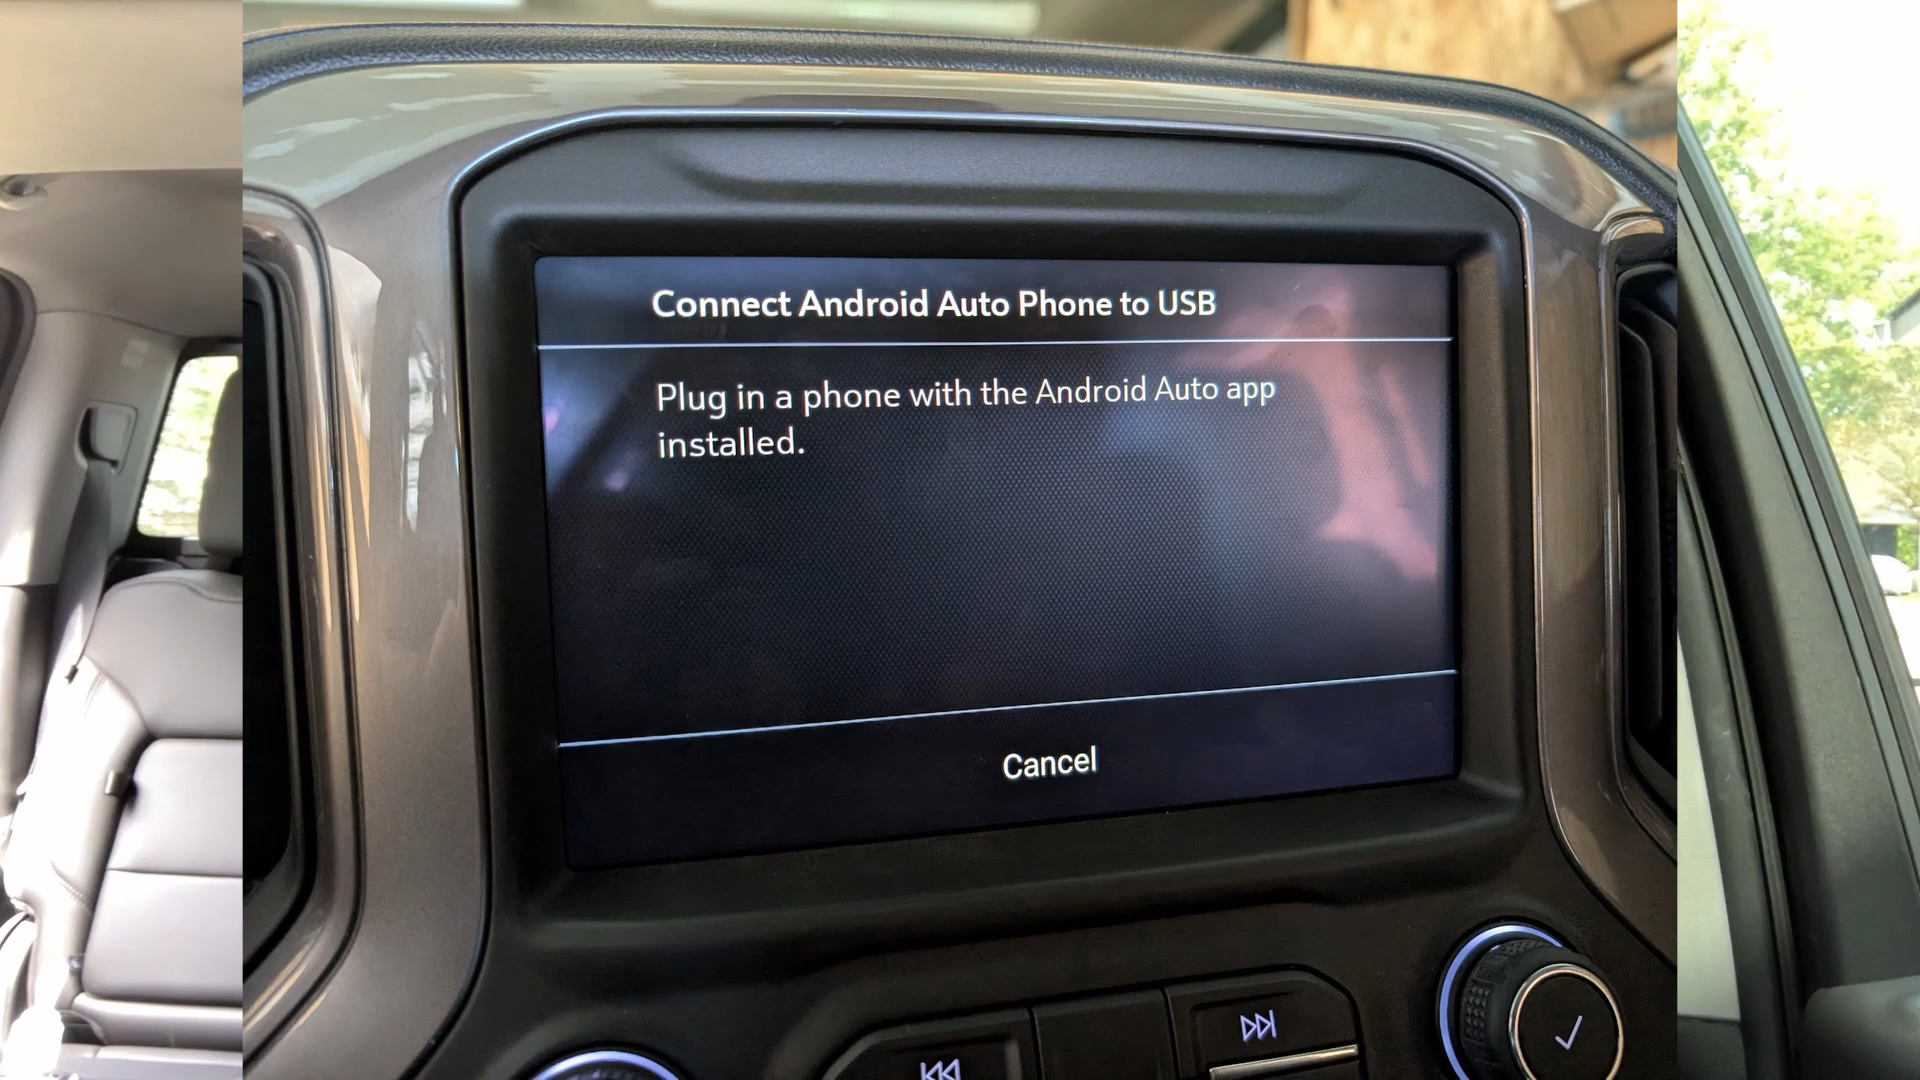 Connect Android Auto Phone to USB
Plug in a phone with the Android Auto app
installed.
Cancel